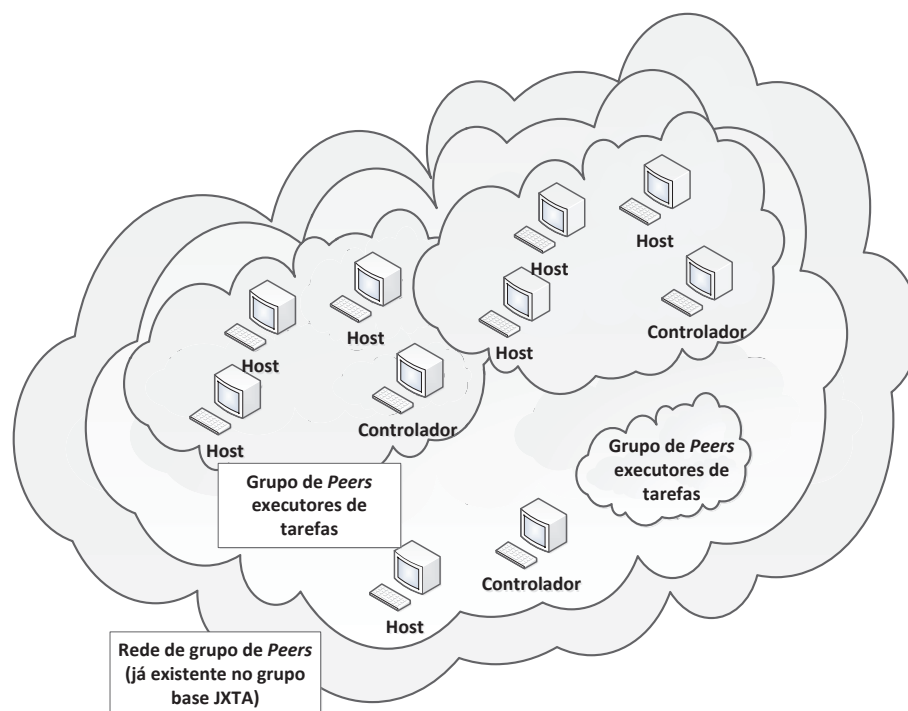 Host
Host
Host
Controlador
Host
Host
Host
Controlador
Grupo de Peers
executores de
tarefas
Grupo de Peers
executores de
tarefas
Controlador
Host
Rede de grupo de Peers
(já existente no grupo
base JXTA)